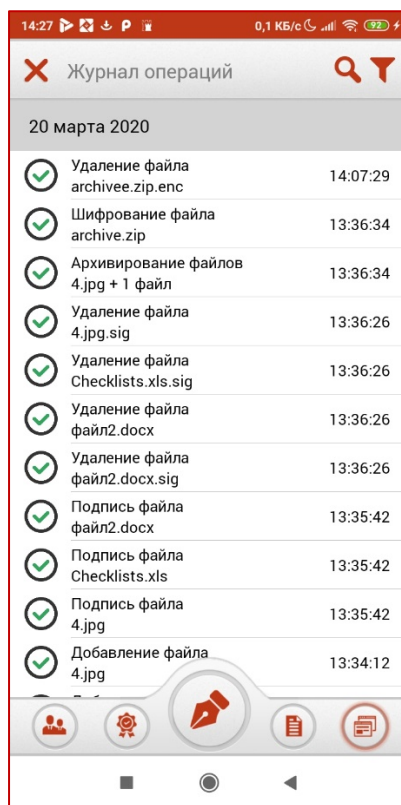 14:27 0,1 КБ/с 92
Журнал операций
20 марта 2020
Удаление файла
archivee.zip.enc
14:07:29
Шифрование файла
archive.zip
13:36:34
Архивирование файлов
4.jpg + 1 файл
13:36:34
Удаление файла
4.jpg.sig
13:36:26
Удаление файла
Checklists.xls.sig
13:36:26
Удаление файла
файл2.docx
13:36:26
Удаление файла
файл2.docx.sig
13:36:26
Подпись файла
файл2.docx
13:35:42
Подпись файла
Checklists.xls
13:35:42
Подпись файла
4.jpg
13:35:42
Добавление файла
4.jpg
13:34:12